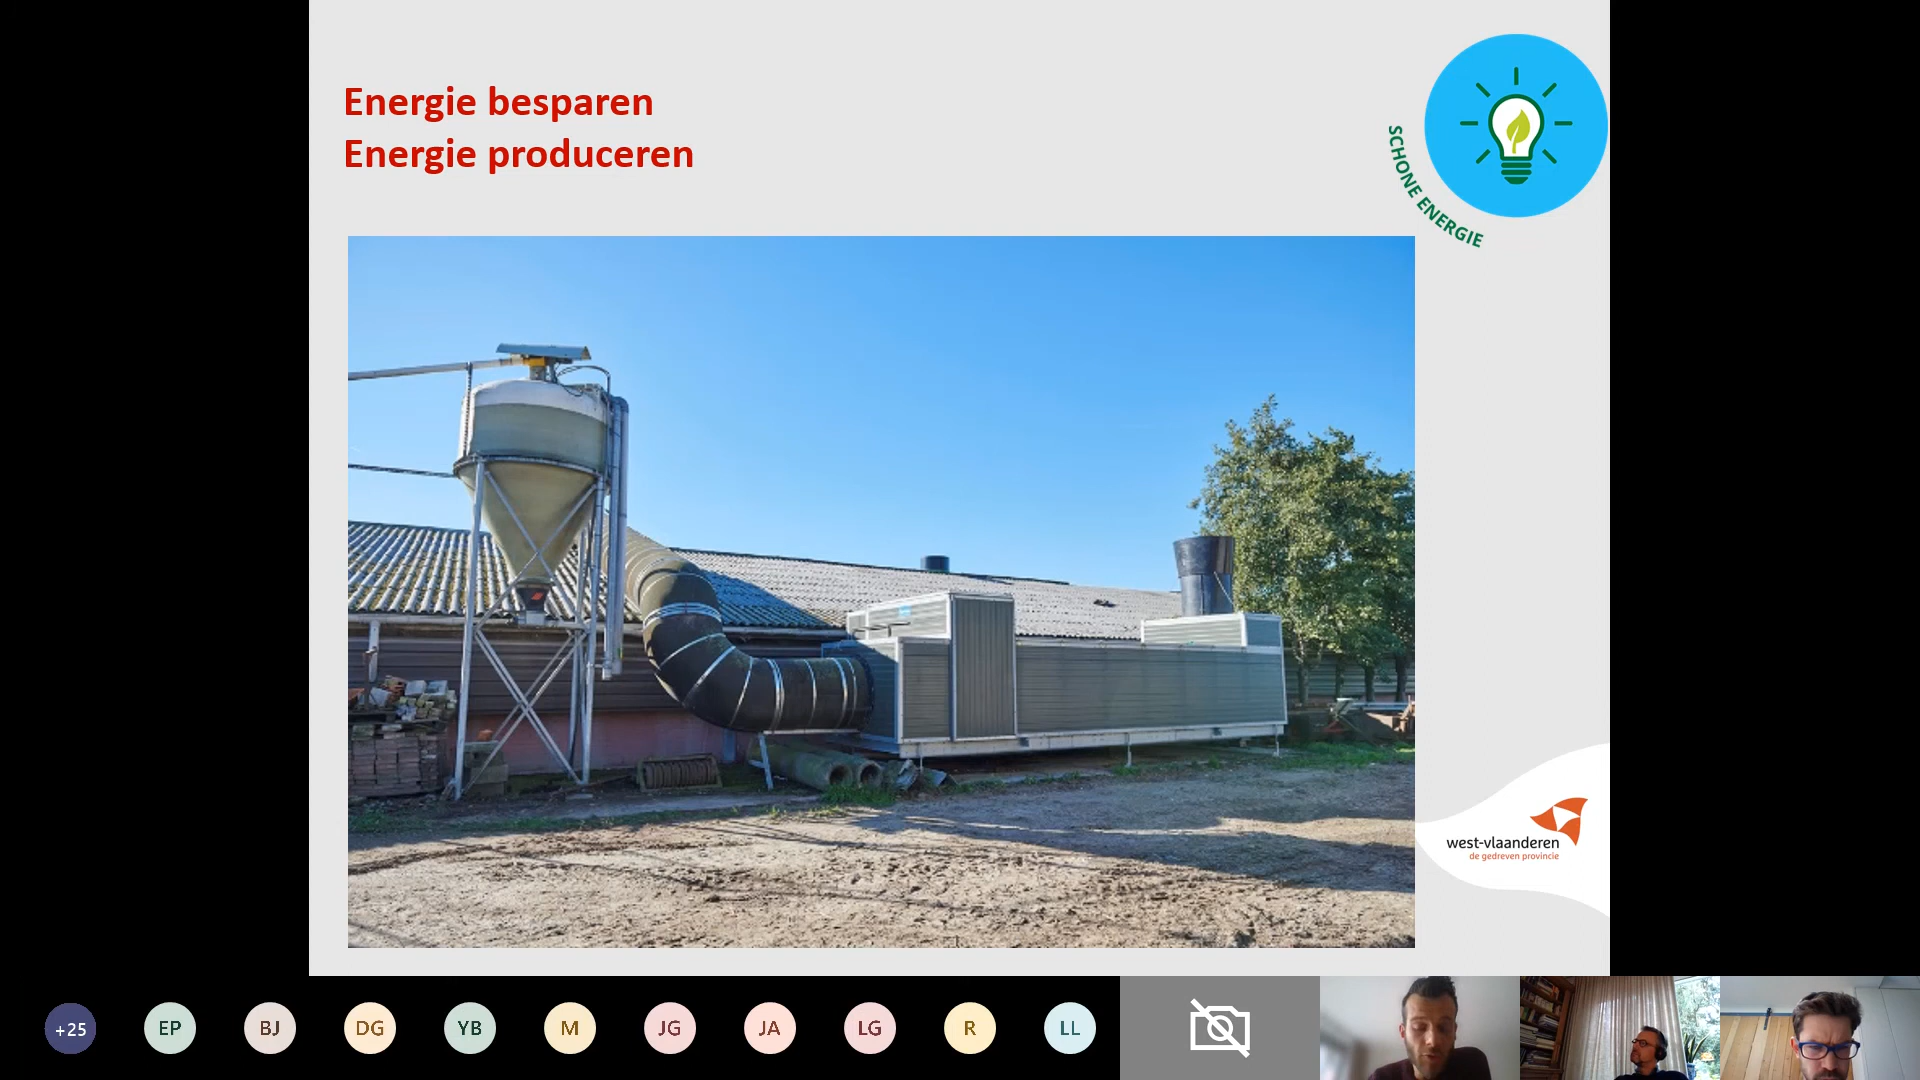 Energie besparen
Energie produceren
SCHONE ENERGIE
west-vlaanderen
de gedreven provincie
+25
EP
BJ
DG
YB
M
JG
JA
LG
R
LL